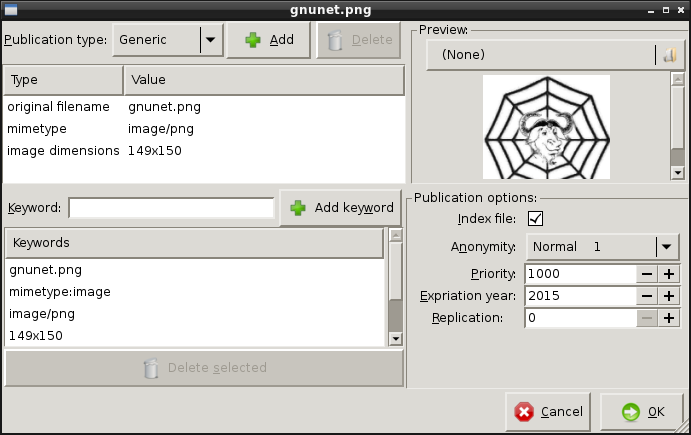 gnunet.png
Publication type: Generic Add Delete
Type Value
original filename gnunet.png
mimetype image/png
image dimensions 149x150
Preview:
(None)
Keyword: Add keyword
Keywords
gnunet.png
mimetype:image
image/png
149x150
Delete selected
Publication options:
Index file:
Anonymity: Normal 1
Priority: 1000
Expriation year: 2015
Replication: 0
Cancel OK